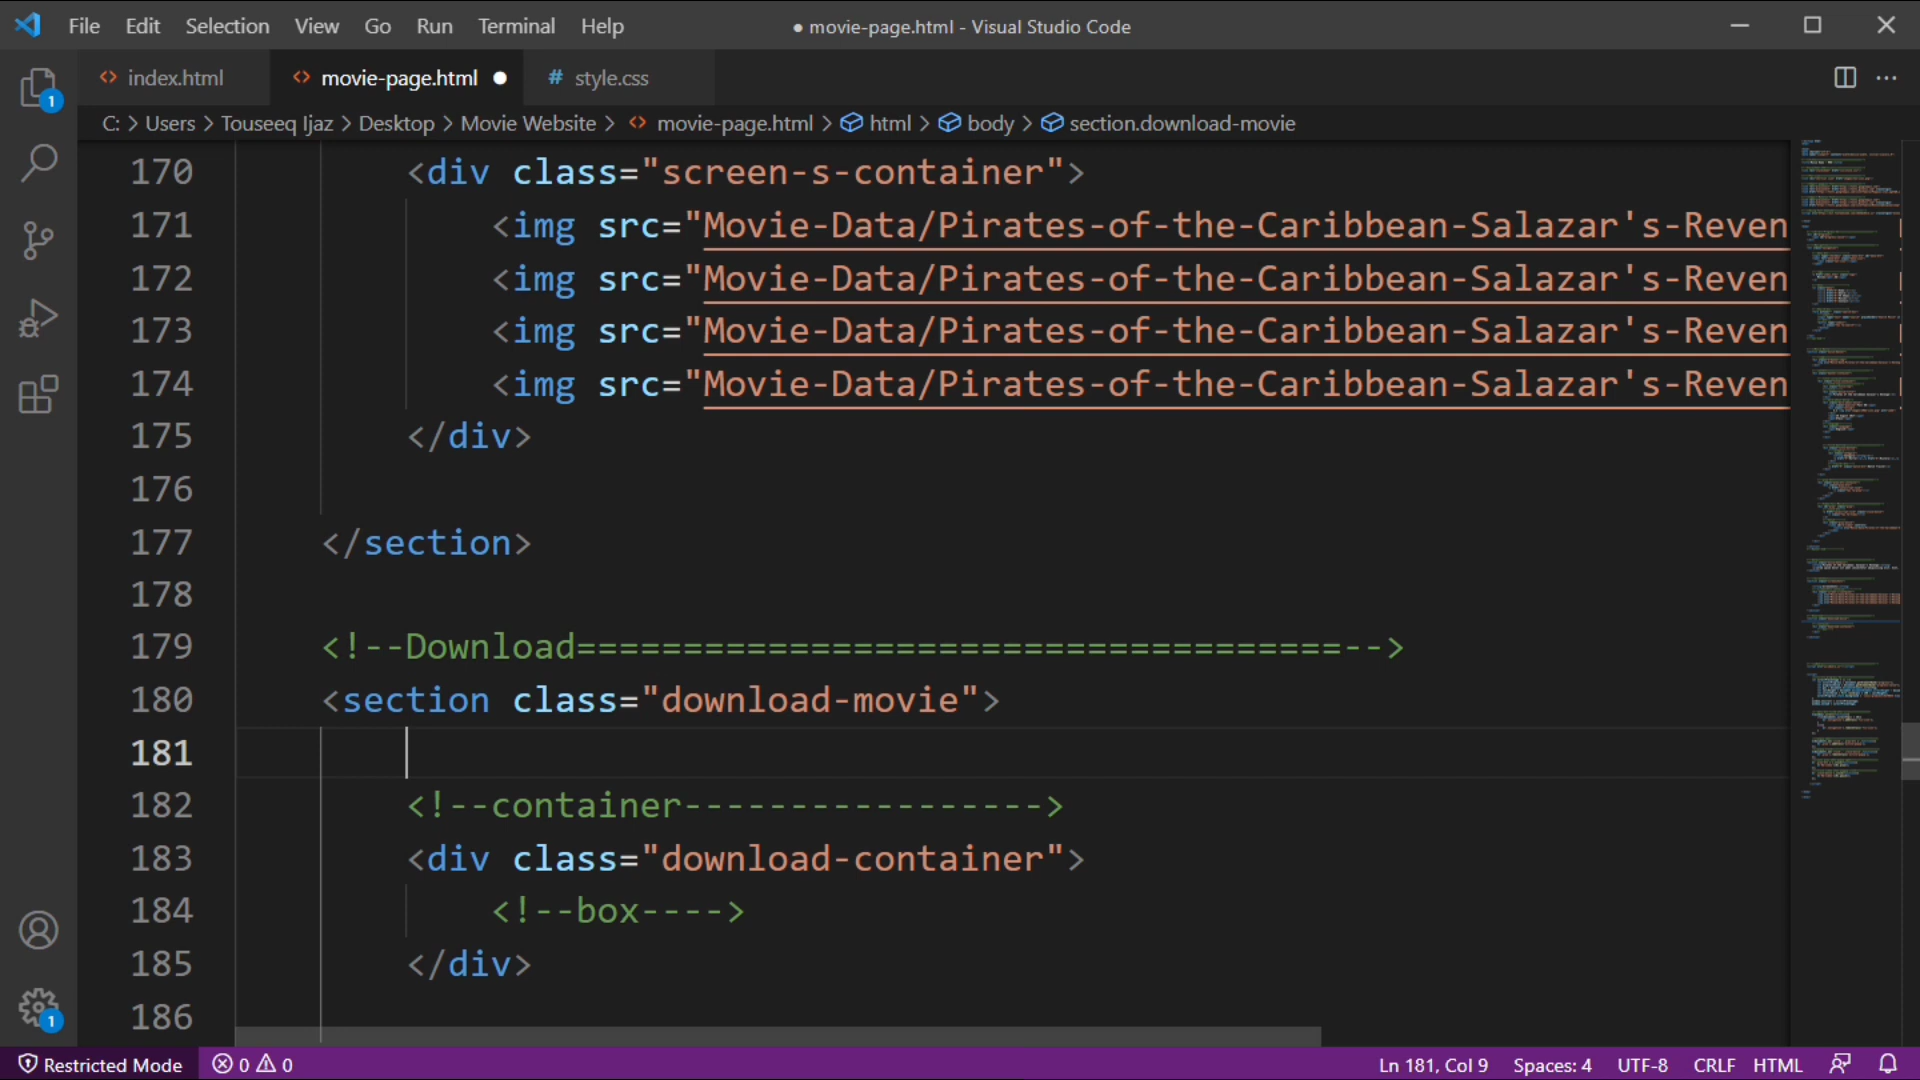 File Edit Selection View Go Run Terminal Help
● movie-page.html - Visual Studio Code
index.html
movie-page.html
style.css
C: > Users > Touseeq Ijaz > Desktop > Movie Website > movie-page.html > html > body > section.download-movie
170 <div class="screen-s-container">
171 <img src="Movie-Data/Pirates-of-the-Caribbean-Salazar's-Reven
172 <img src="Movie-Data/Pirates-of-the-Caribbean-Salazar's-Reven
173 <img src="Movie-Data/Pirates-of-the-Caribbean-Salazar's-Reven
174 <img src="Movie-Data/Pirates-of-the-Caribbean-Salazar's-Reven
175 </div>
176
177 </section>
178
179 <!--Download====================================-->
180 <section class="download-movie">
181
182 <!--container----------------->
183 <div class="download-container">
184 <!--box---->
185 </div>
186
1
1
Restricted Mode 0 0 Ln 181, Col 9 Spaces: 4 UTF-8 CRLF HTML